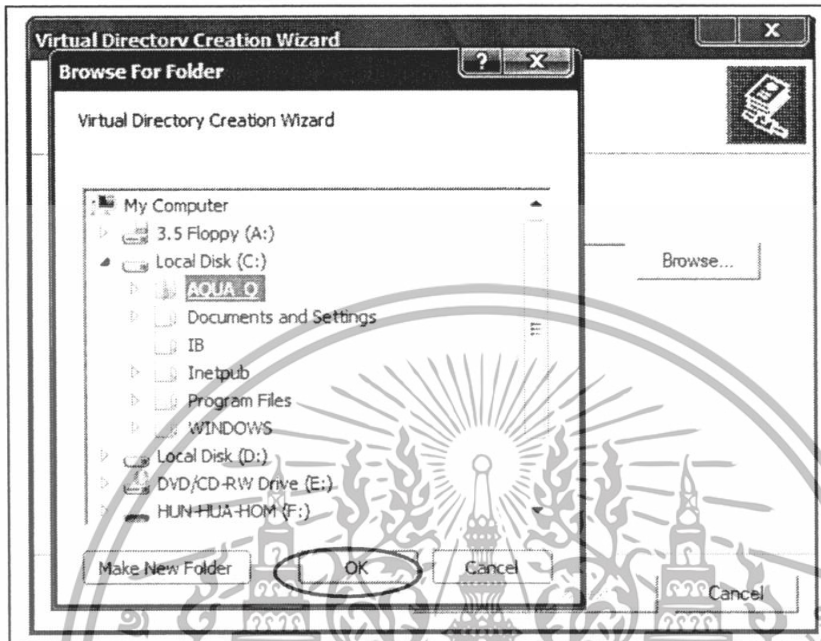 Virtual Directory Creation Wizard
Browse For Folder
Virtual Directory Creation Wizard
My Computer
3.5 Floppy (A:)
Local Disk (C:)
AQUA_Q
Documents and Settings
IB
Inetpub
Program Files
WINDOWS
Local Disk (D:)
DVD/CD-RW Drive (E:)
HUN-HUA-HOM (F:)
Browse...
Make New Folder
OK
Cancel
Cancel